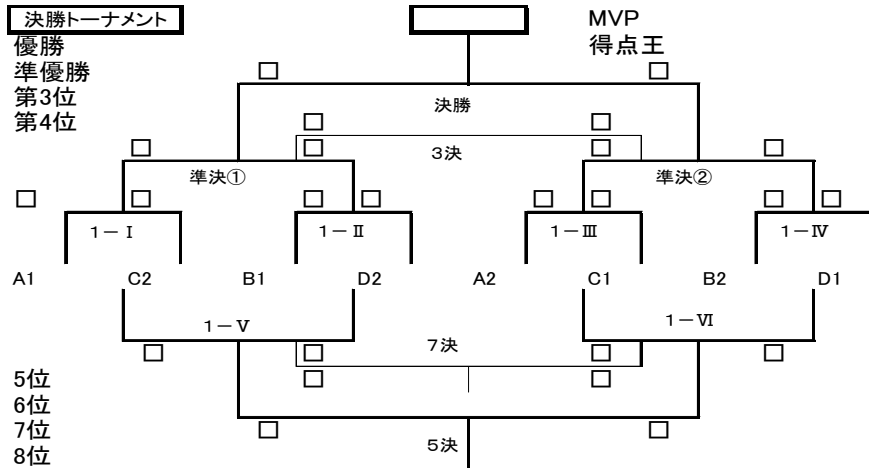 決勝トーナメント
MVP
優勝
得点王
準優勝
第3位
決勝
第4位
3決
準決①
準決②
1-Ⅰ
1-Ⅱ
1-Ⅲ
1-Ⅳ
A1 C2 B1 D2 A2 C1 B2 D1
1-Ⅴ
1-Ⅵ
7決
5位
6位
7位
5決
8位